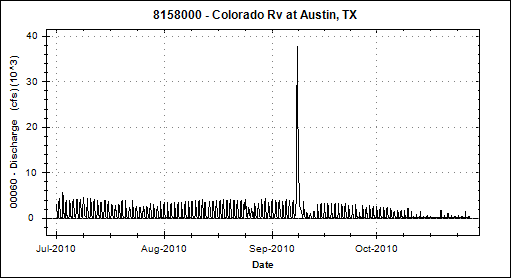 8158000 - Colorado Rv at Austin, TX
00060 - Discharge (cfs) (10^3)
40
30
20
10
0
Jul-2010 Aug-2010 Sep-2010 Oct-2010
Date